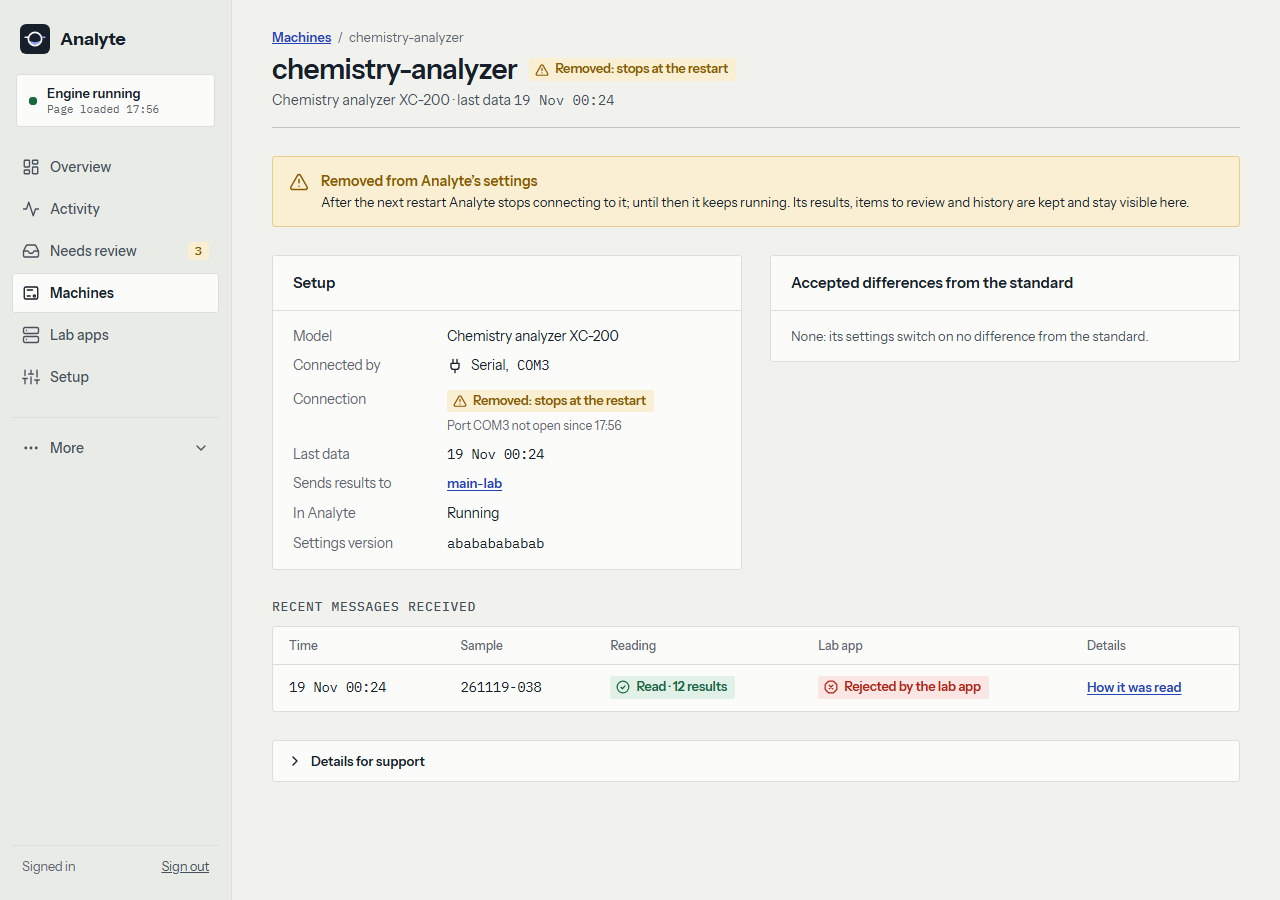 Analyte
Engine running
Page loaded 17:56
Overview
Activity
Needs review 3
Machines
Lab apps
Setup
More
Signed in Sign out
Machines / chemistry-analyzer
chemistry-analyzer Removed: stops at the restart
Chemistry analyzer XC-200 · last data 19 Nov 00:24
Removed from Analyte's settings
After the next restart Analyte stops connecting to it; until then it keeps running. Its results, items to review and history are kept and stay visible here.
Setup
Model Chemistry analyzer XC-200
Connected by Serial, COM3
Connection Removed: stops at the restart
Port COM3 not open since 17:56
Last data 19 Nov 00:24
Sends results to main-lab
In Analyte Running
Settings version abababababab
Accepted differences from the standard
None: its settings switch on no difference from the standard.
RECENT MESSAGES RECEIVED
Time Sample Reading Lab app Details
19 Nov 00:24 261119-038 Read · 12 results Rejected by the lab app How it was read
Details for support